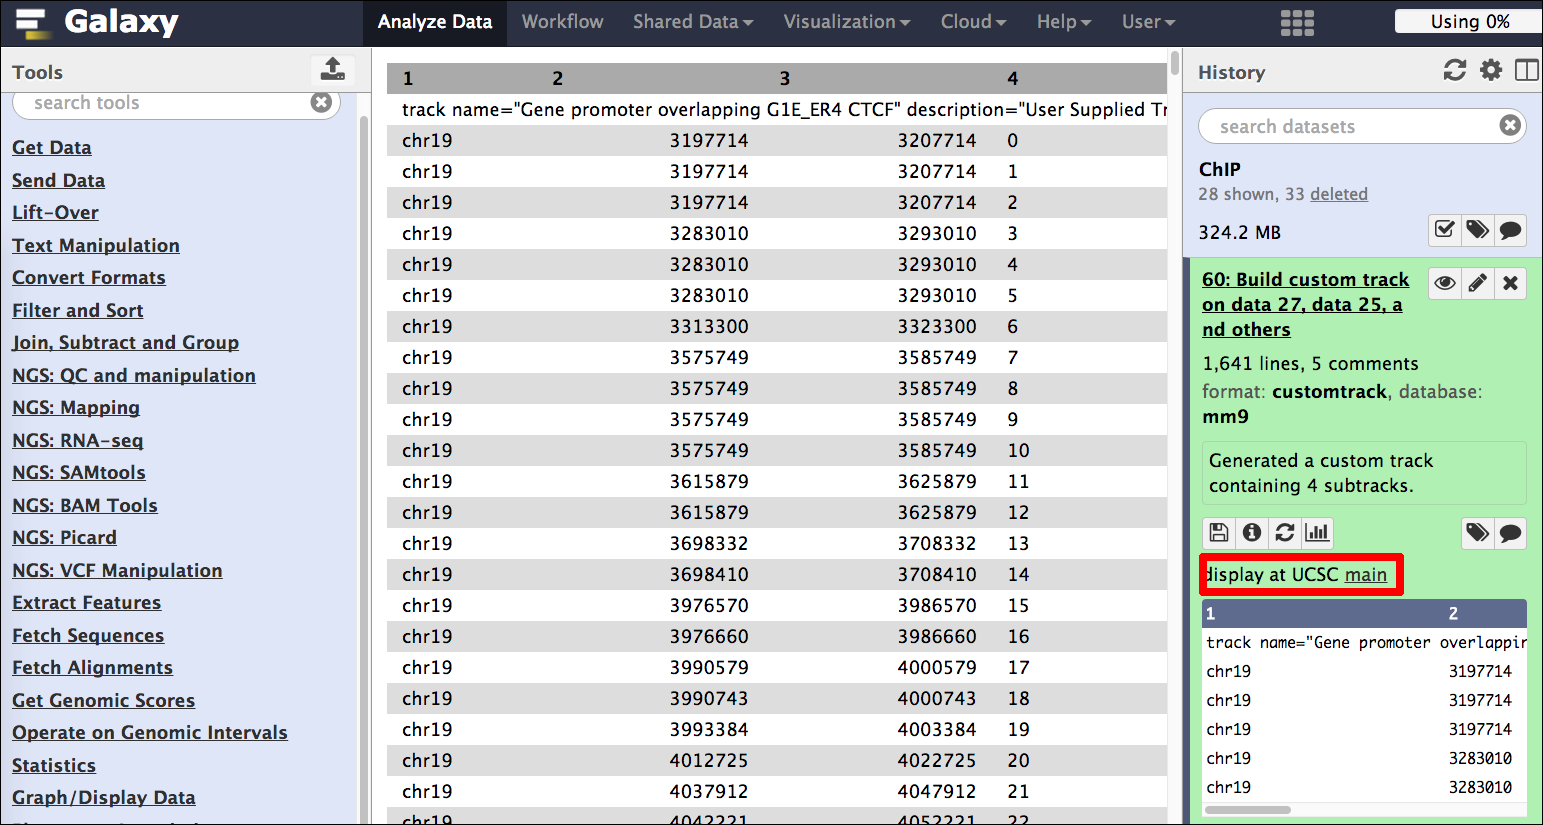 Galaxy
Analyze Data Workflow Shared Data Visualization Cloud Help User Using 0%
Tools
search tools
Get Data
Send Data
Lift-Over
Text Manipulation
Convert Formats
Filter and Sort
Join, Subtract and Group
NGS: QC and manipulation
NGS: Mapping
NGS: RNA-seq
NGS: SAMtools
NGS: BAM Tools
NGS: Picard
NGS: VCF Manipulation
Extract Features
Fetch Sequences
Fetch Alignments
Get Genomic Scores
Operate on Genomic Intervals
Statistics
Graph/Display Data
1 2 3 4
track name="Gene promoter overlapping G1E_ER4 CTCF" description="User Supplied Tr
chr19 3197714 3207714 0
chr19 3197714 3207714 1
chr19 3197714 3207714 2
chr19 3283010 3293010 3
chr19 3283010 3293010 4
chr19 3283010 3293010 5
chr19 3313300 3323300 6
chr19 3575749 3585749 7
chr19 3575749 3585749 8
chr19 3575749 3585749 9
chr19 3575749 3585749 10
chr19 3615879 3625879 11
chr19 3615879 3625879 12
chr19 3698332 3708332 13
chr19 3698410 3708410 14
chr19 3976570 3986570 15
chr19 3976660 3986660 16
chr19 3990579 4000579 17
chr19 3990743 4000743 18
chr19 3993384 4003384 19
chr19 4012725 4022725 20
chr19 4037912 4047912 21
chr19 4042221 4052221 22
History
search datasets
ChIP
28 shown, 33 deleted
324.2 MB
60: Build custom track
on data 27, data 25, a
nd others
1,641 lines, 5 comments
format: customtrack, database:
mm9
Generated a custom track
containing 4 subtracks.
display at UCSC main
1 2
track name="Gene promoter overlappin
chr19 3197714
chr19 3197714
chr19 3197714
chr19 3283010
chr19 3283010